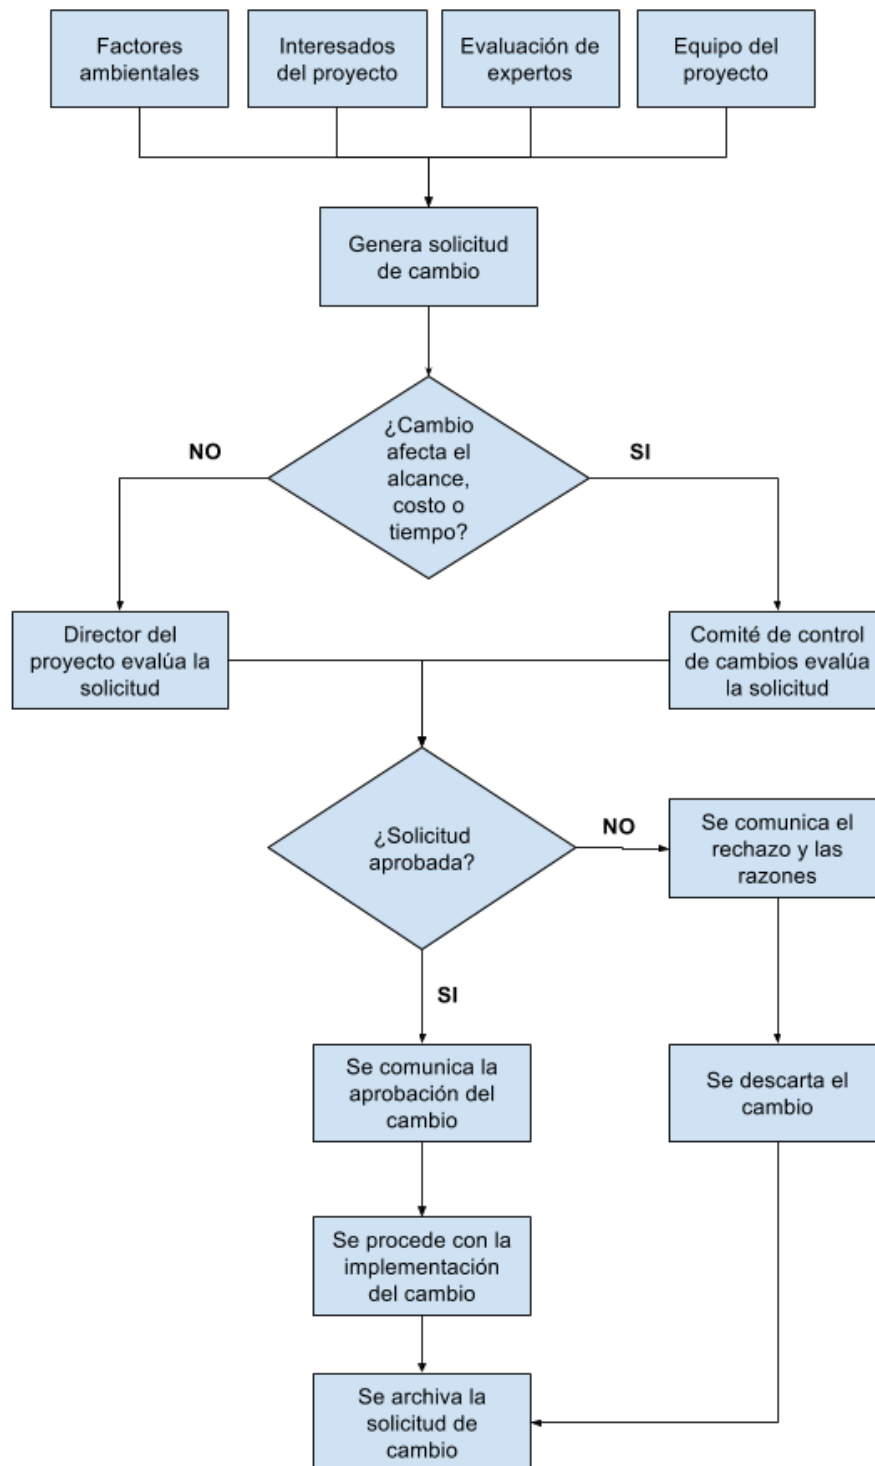 Factores
ambientales
Interesados
del proyecto
Evaluación de
expertos
Equipo del
proyecto
Genera solicitud
de cambio
¿Cambio
afecta el
alcance,
costo o
tiempo?
NO
SI
Director del
proyecto evalúa la
solicitud
Comité de control
de cambios evalúa
la solicitud
¿Solicitud
aprobada?
NO
Se comunica el
rechazo y las
razones
SI
Se comunica la
aprobación del
cambio
Se descarta el
cambio
Se procede con la
implementación
del cambio
Se archiva la
solicitud de
cambio